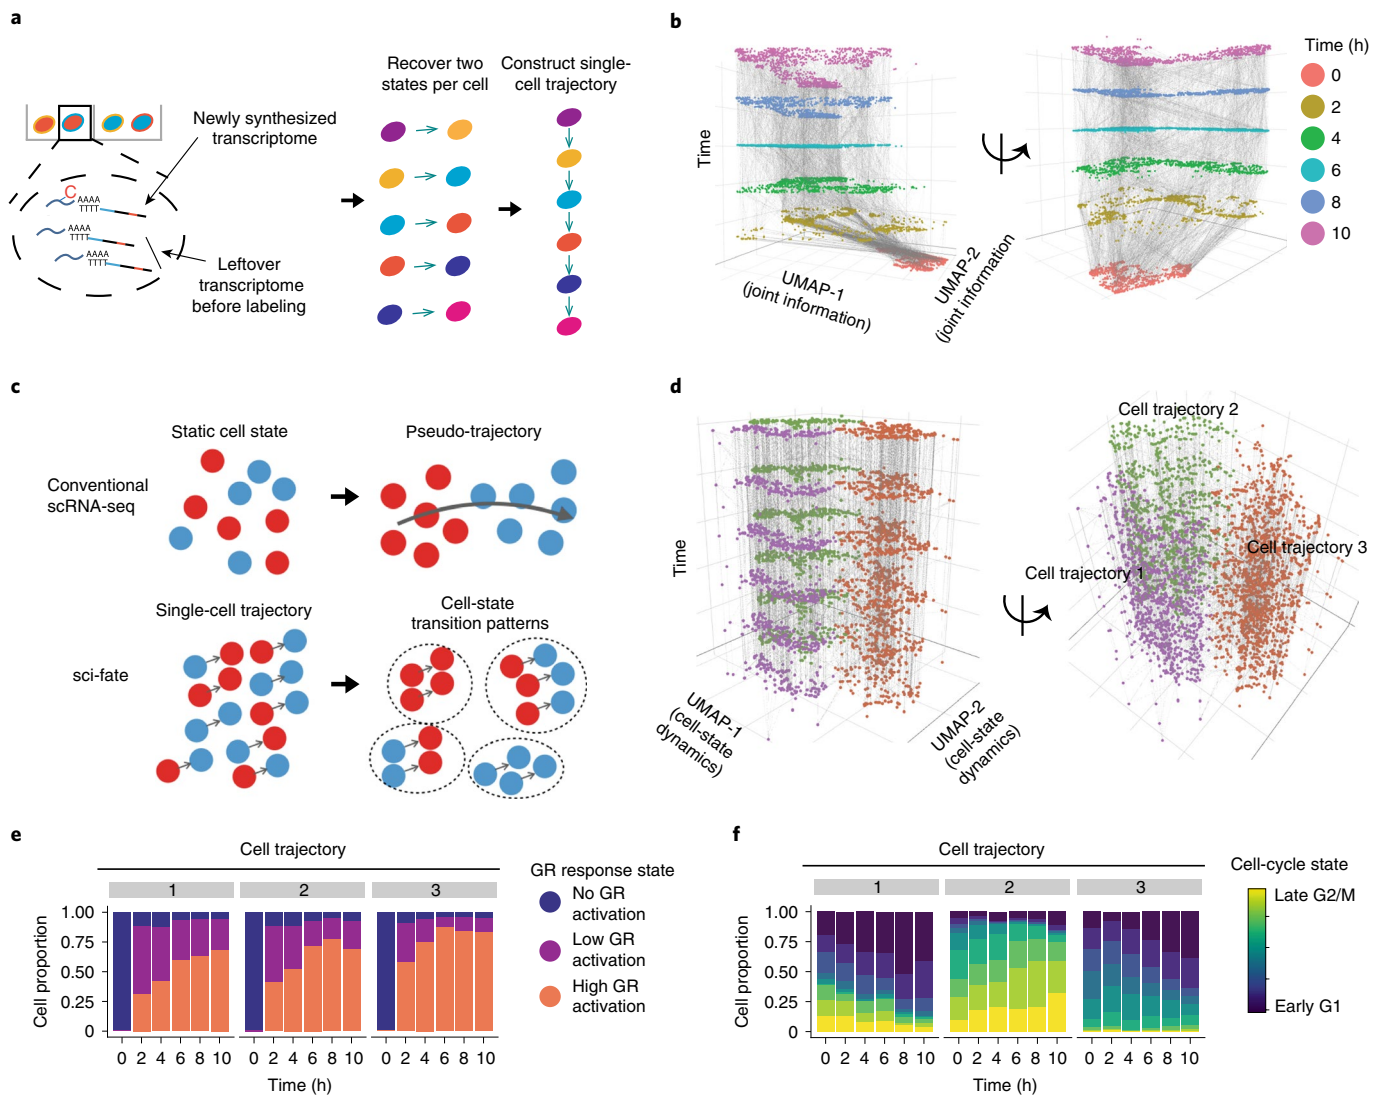 a
Newly synthesized
transcriptome
C
AAAA
TTTT
AAAA
TTTT
AAAA
TTTT
Leftover
transcriptome
before labeling
Recover two
states per cell
Construct single-
cell trajectory
b
Time
UMAP-1
(joint information)
UMAP-2
(joint information)
Time (h)
0
2
4
6
8
10
c
Static cell state
Pseudo-trajectory
Conventional
scRNA-seq
Single-cell trajectory
Cell-state
transition patterns
sci-fate
d
Time
UMAP-1
(cell-state
dynamics)
UMAP-2
(cell-state
dynamics)
Cell trajectory 2
Cell trajectory 3
Cell trajectory 1
e
Cell trajectory
1 2 3
Cell proportion
1.00
0.75
0.50
0.25
0
0 2 4 6 8 10 0 2 4 6 8 10 0 2 4 6 8 10
Time (h)
GR response state
No GR
activation
Low GR
activation
High GR
activation
f
Cell trajectory
1 2 3
Cell proportion
1.00
0.75
0.50
0.25
0
0 2 4 6 8 10 0 2 4 6 8 10 0 2 4 6 8 10
Time (h)
Cell-cycle state
Late G2/M
Early G1